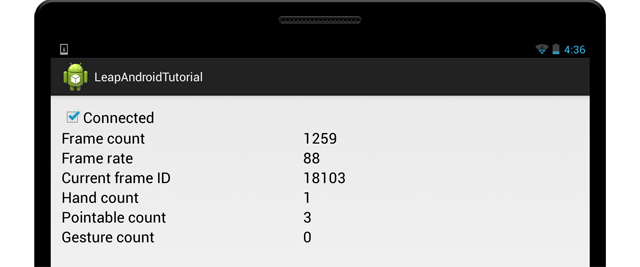 4:36
LeapAndroidTutorial
Connected
Frame count 1259
Frame rate 88
Current frame ID 18103
Hand count 1
Pointable count 3
Gesture count 0